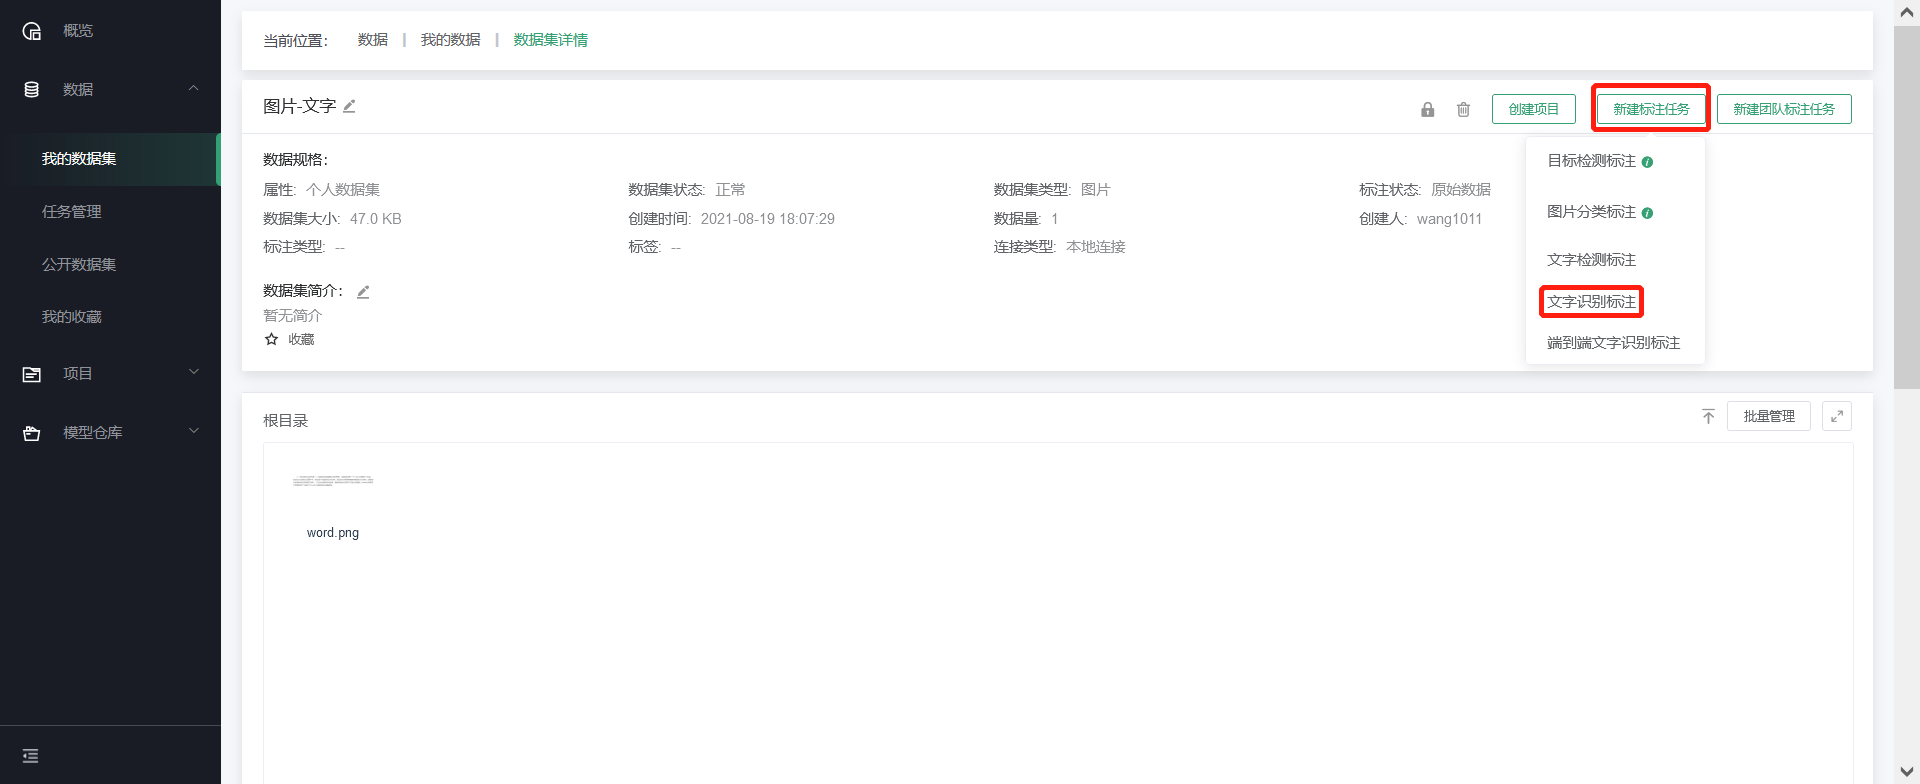 概览
数据
我的数据集
任务管理
公开数据集
我的收藏
项目
模型仓库
当前位置： 数据 | 我的数据 | 数据集详情
图片-文字
创建项目 新建标注任务 新建团队标注任务
数据规格：
属性: 个人数据集 数据集状态: 正常 数据集类型: 图片 标注状态: 原始数据
数据集大小: 47.0 KB 创建时间: 2021-08-19 18:07:29 数据量: 1 创建人: wang1011
标注类型: -- 标签: -- 连接类型: 本地连接
数据集简介：
暂无简介
收藏
目标检测标注
图片分类标注
文字检测标注
文字识别标注
端到端文字识别标注
根目录
批量管理
word.png